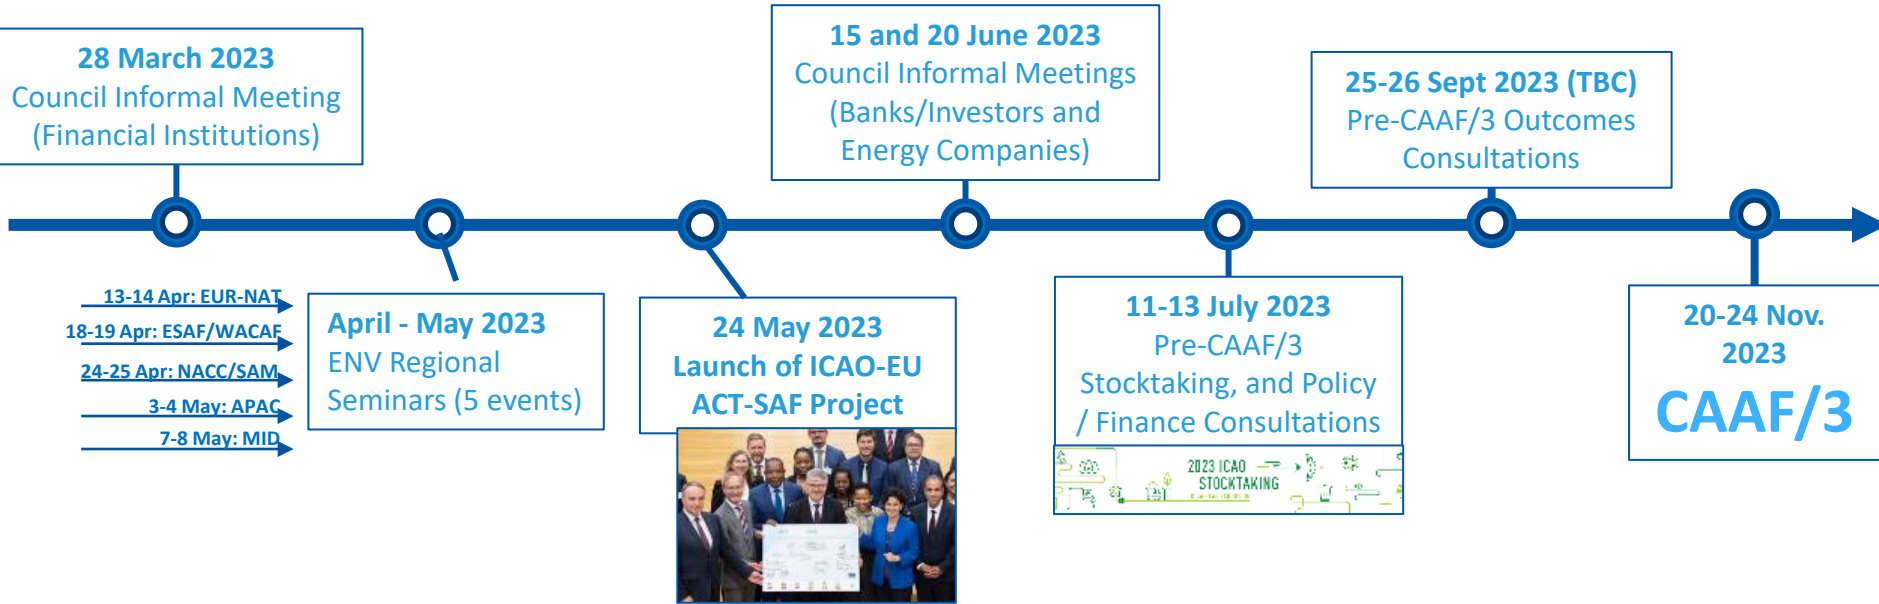 28 March 2023
Council Informal Meeting
(Financial Institutions)
13-14 Apr: EUR-NAT
18-19 Apr: ESAF/WACAF
24-25 Apr: NACC/SAM
3-4 May: APAC
7-8 May: MID
April - May 2023
ENV Regional
Seminars (5 events)
24 May 2023
Launch of ICAO-EU
ACT-SAF Project
15 and 20 June 2023
Council Informal Meetings
(Banks/Investors and
Energy Companies)
11-13 July 2023
Pre-CAAF/3
Stocktaking, and Policy
/ Finance Consultations
2023 ICAO
STOCKTAKING
25-26 Sept 2023 (TBC)
Pre-CAAF/3 Outcomes
Consultations
20-24 Nov.
2023
CAAF/3